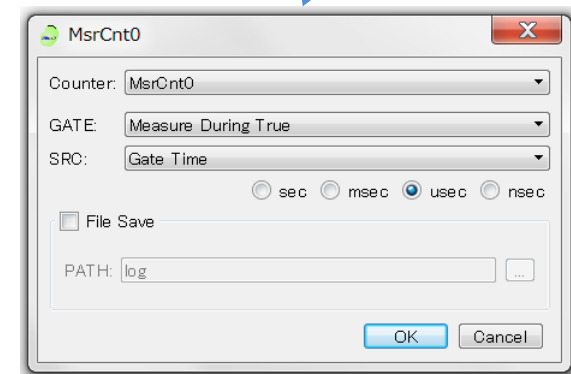 MsrCnt0
X
Counter: MsrCnt0
GATE: Measure During True
SRC: Gate Time
sec msec usec nsec
File Save
PATH: log ...
OK Cancel